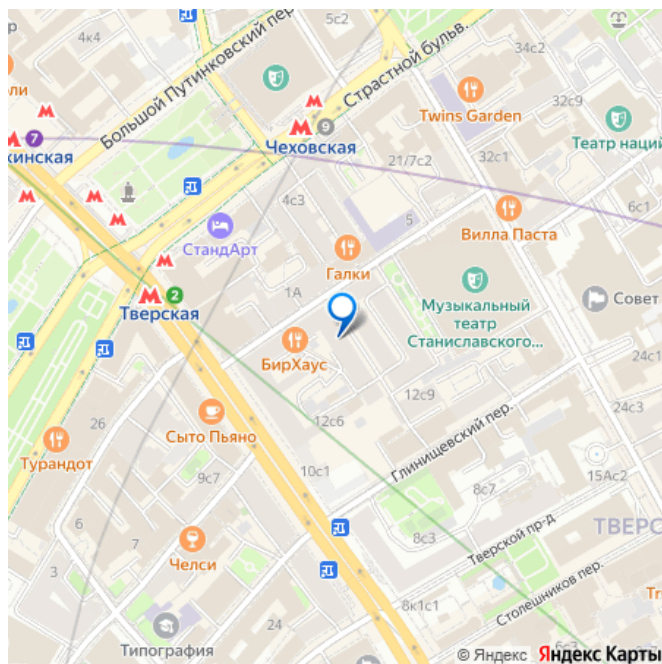 5с2
4к4
Большой Путинковский пер.
Страстной бульв.
34с2
Twins Garden
32с9
7
9
Чеховская
Театр наций
21/7с2
32с1
4с3
6с1
5
СтандАрт
Вилла Паста
Галки
1А
2
Тверская
Музыкальный
театр
Станиславского...
БирХаус
24с1
12с9
12с6
24с3
Сыто Пьяно
26
Глинищевский пер.
Турандот
10с1
9с7
15Ас2
8с7
6
7
8с3
Тверской пр-д
Челси
3
Столешников пер.
8к1с1
24
Типография
© Яндекс Яндекс Карты